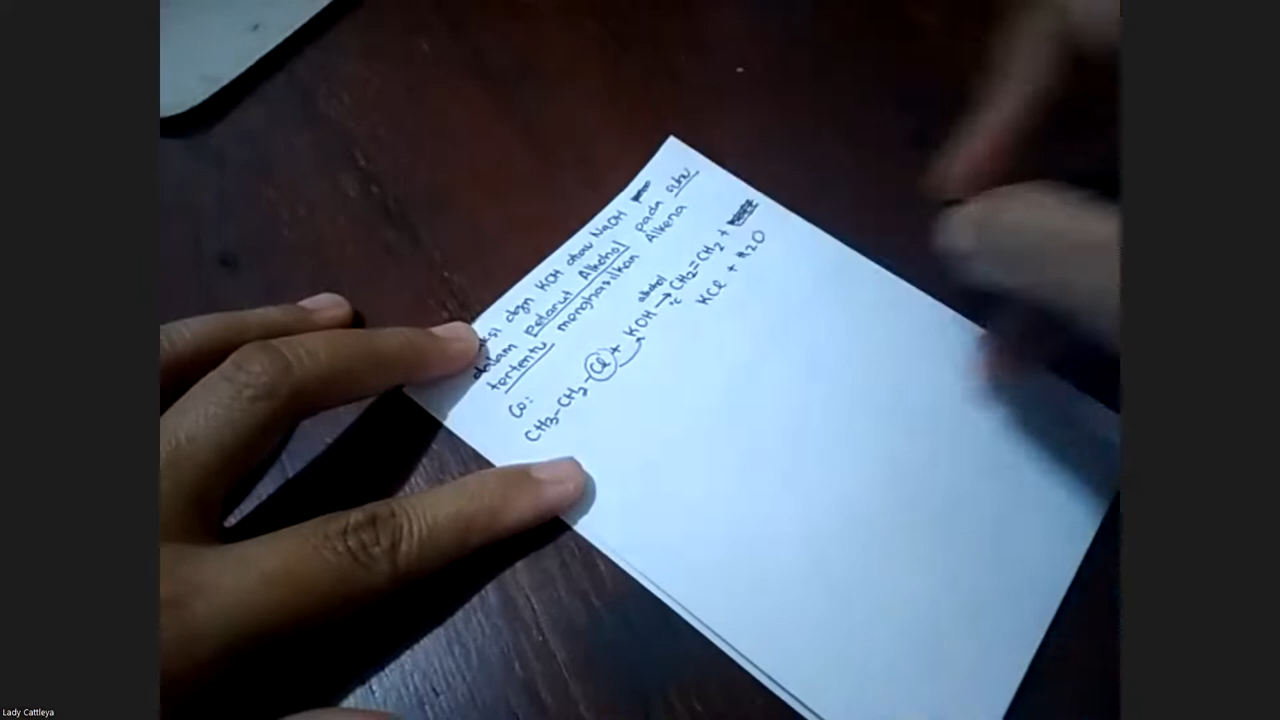 dgn KOH atau NaOH
dalam Pelarut Alkohol pada suhu
tertentu menghasilkan Alkena
Co:
CH3-CH2-Cl + KOH alkohol → °C CH2=CH2 +
KCl + H2O
Lady Cattleya